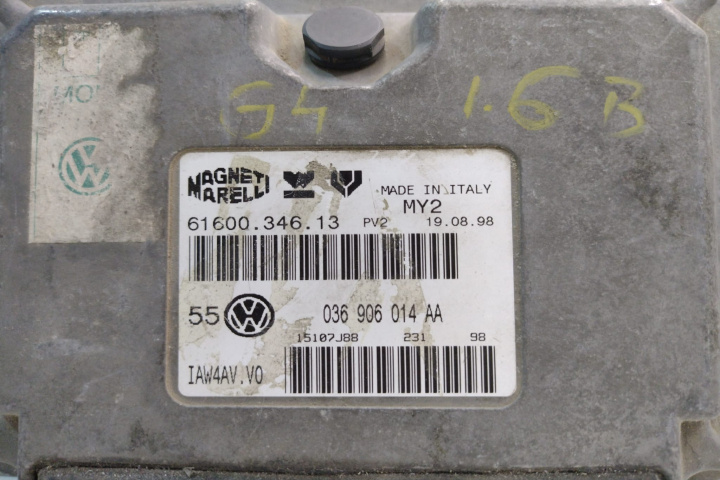 G4 1.6 B
MAGNETI
MARELLI
MADE IN ITALY
MY2
61600.346.13 PV2 19.08.98
55 036 906 014 AA
15107J88 231 98
IAW4AV.V0